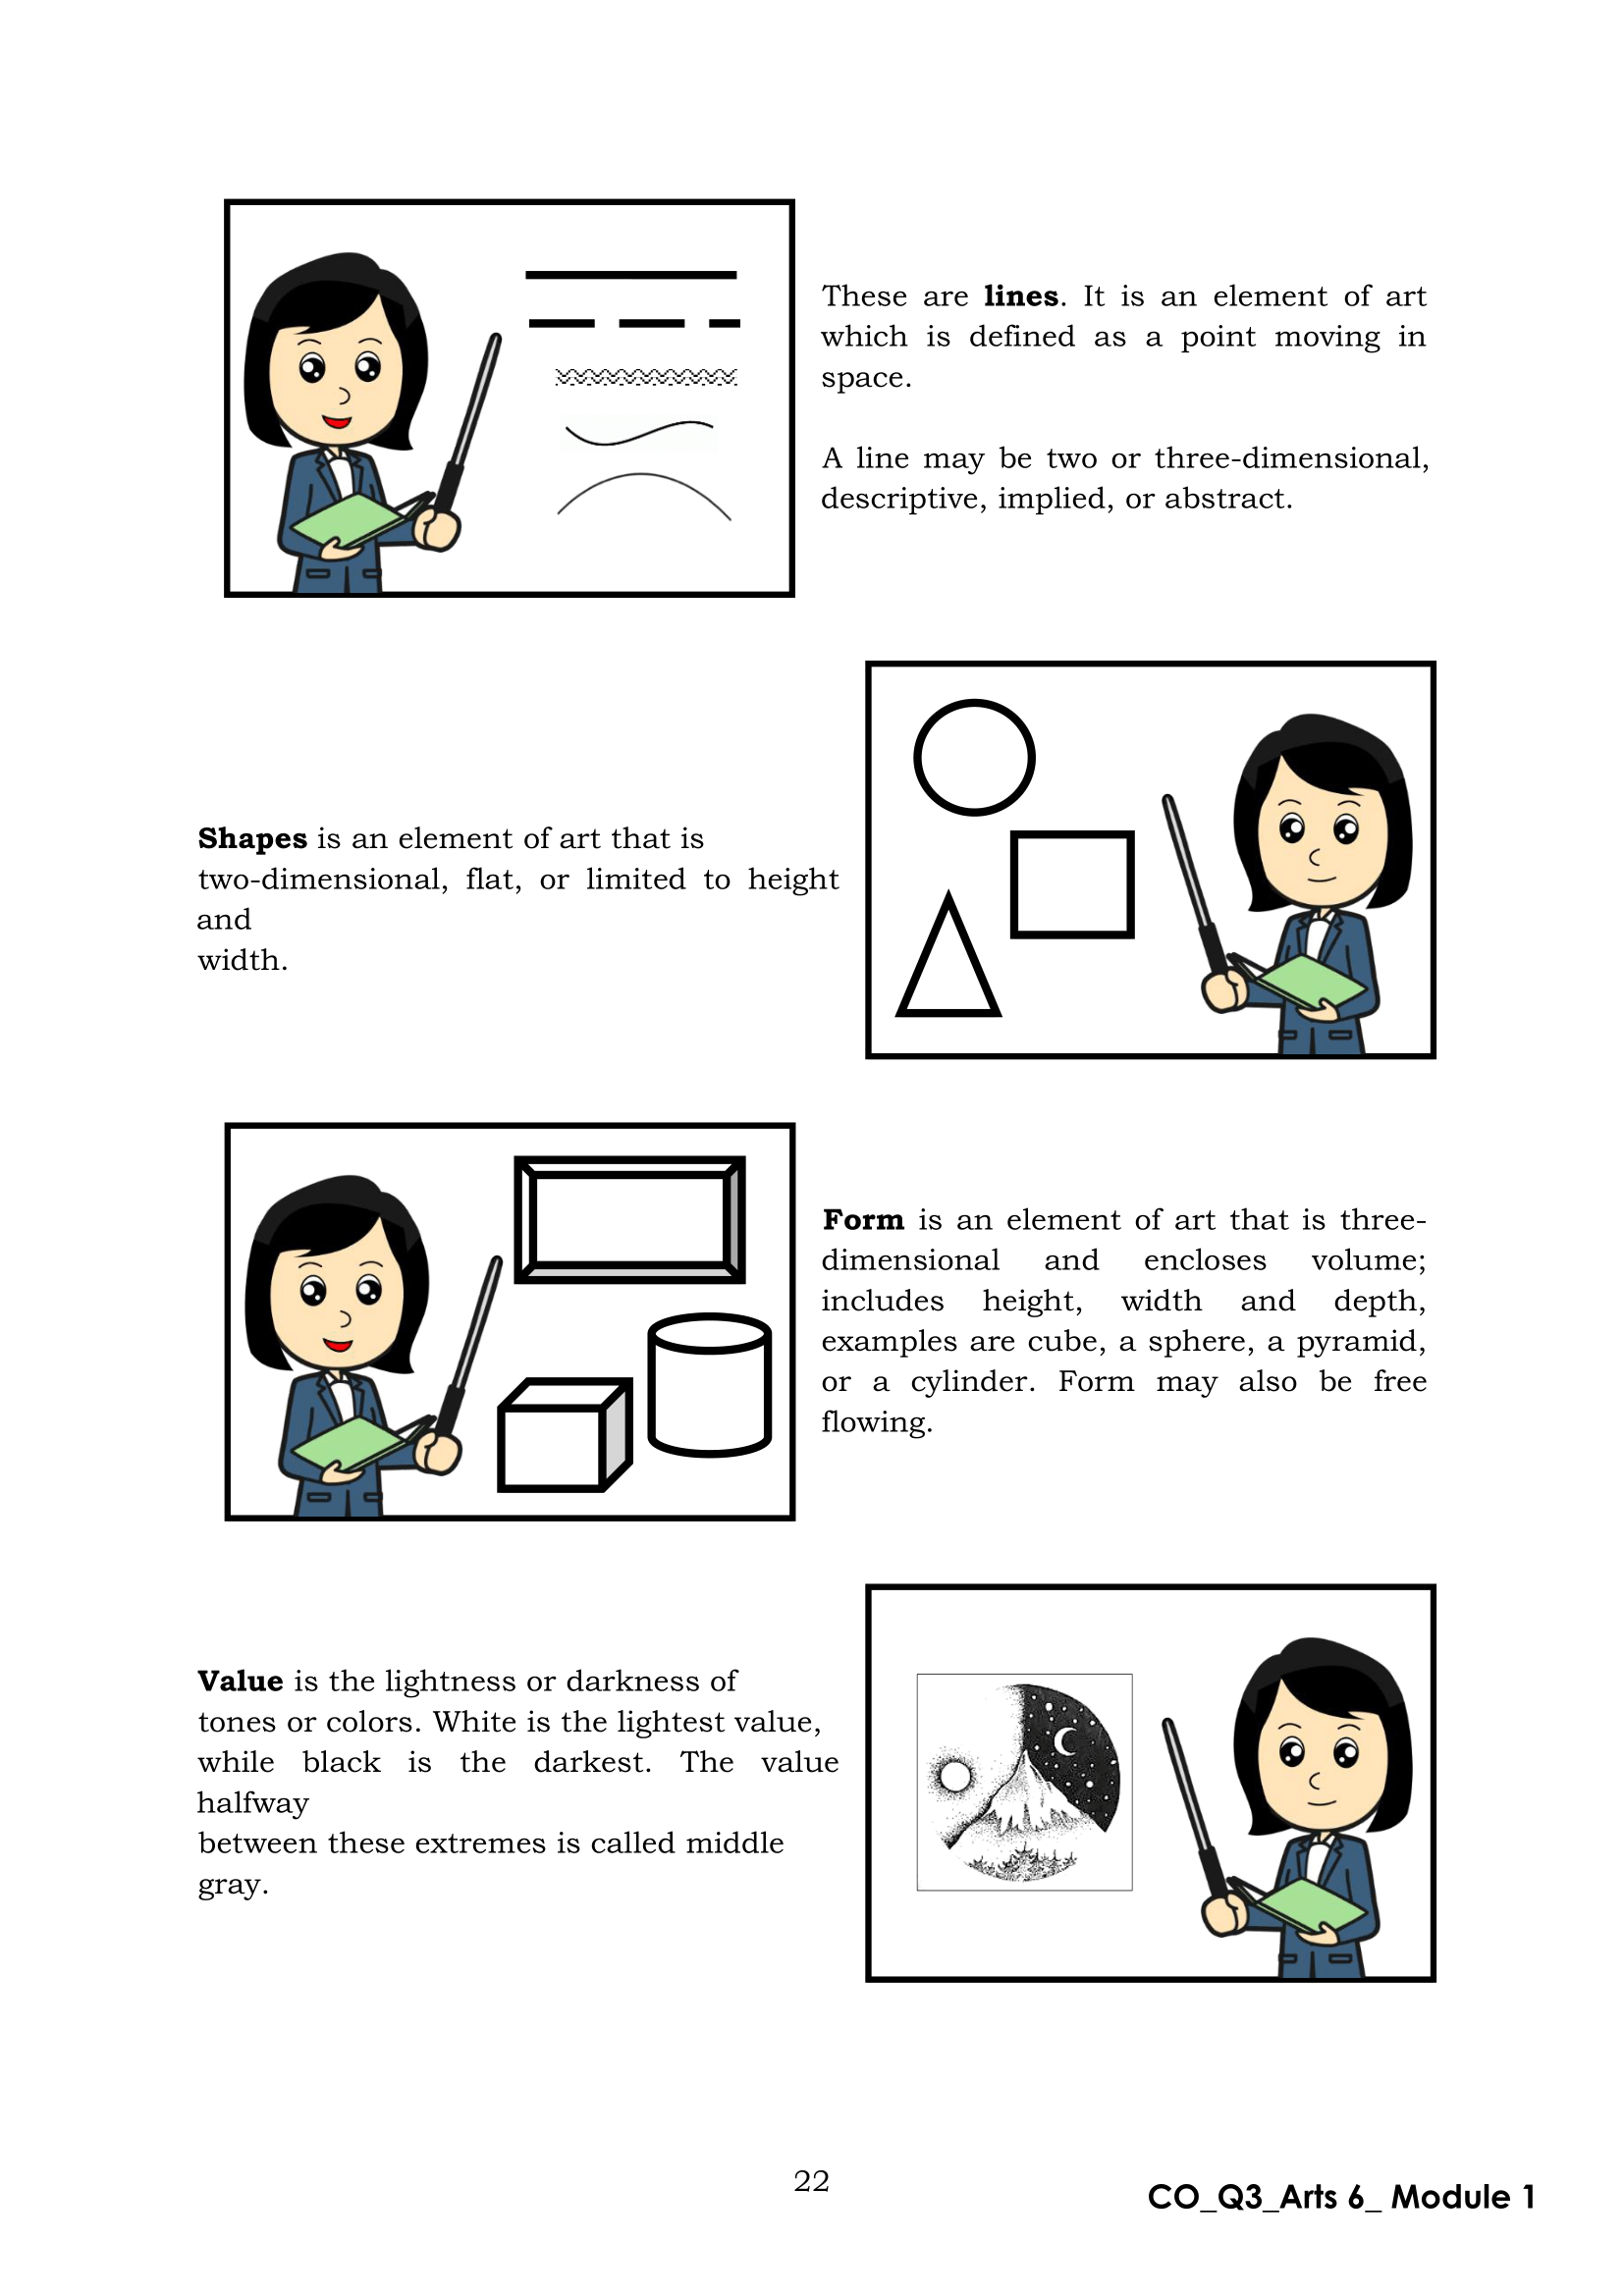 These are lines. It is an element of art
which is defined as a point moving in
space.
A line may be two or three-dimensional,
descriptive, implied, or abstract.
Shapes is an element of art that is
two-dimensional, flat, or limited to height
and
width.
Form is an element of art that is three-
dimensional and encloses volume;
includes height, width and depth,
examples are cube, a sphere, a pyramid,
or a cylinder. Form may also be free
flowing.
Value is the lightness or darkness of
tones or colors. White is the lightest value,
while black is the darkest. The value
halfway
between these extremes is called middle
gray.
22
CO_Q3_Arts 6_ Module 1